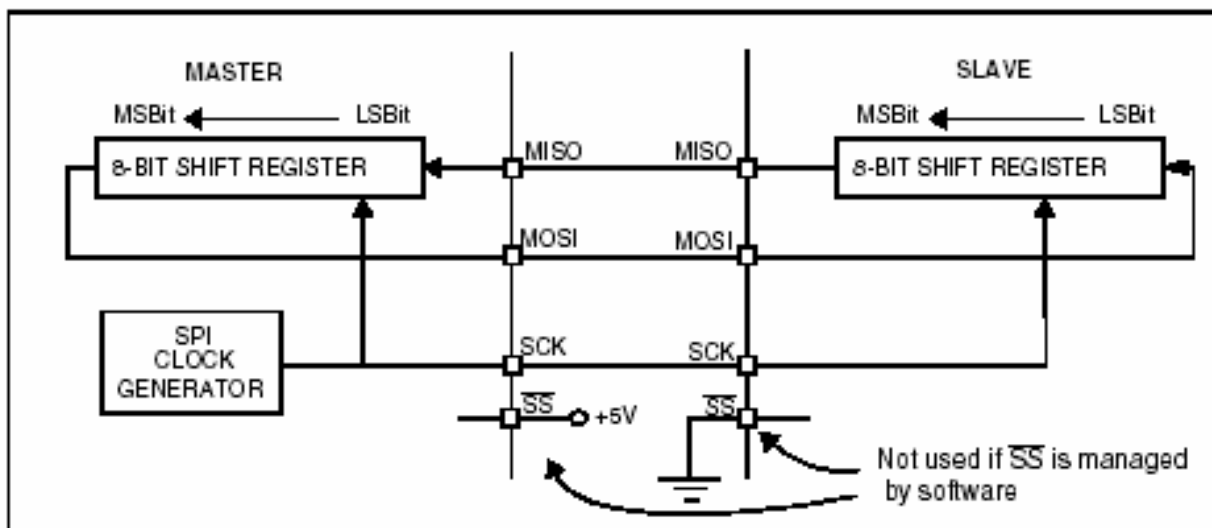 MASTER
SLAVE
MSBit LSBit
MSBit LSBit
8-BIT SHIFT REGISTER
MISO
MISO
8-BIT SHIFT REGISTER
MOSI
MOSI
SPI
CLOCK
GENERATOR
SCK
SCK
SS
+5V
SS
Not used if SS is managed
by software